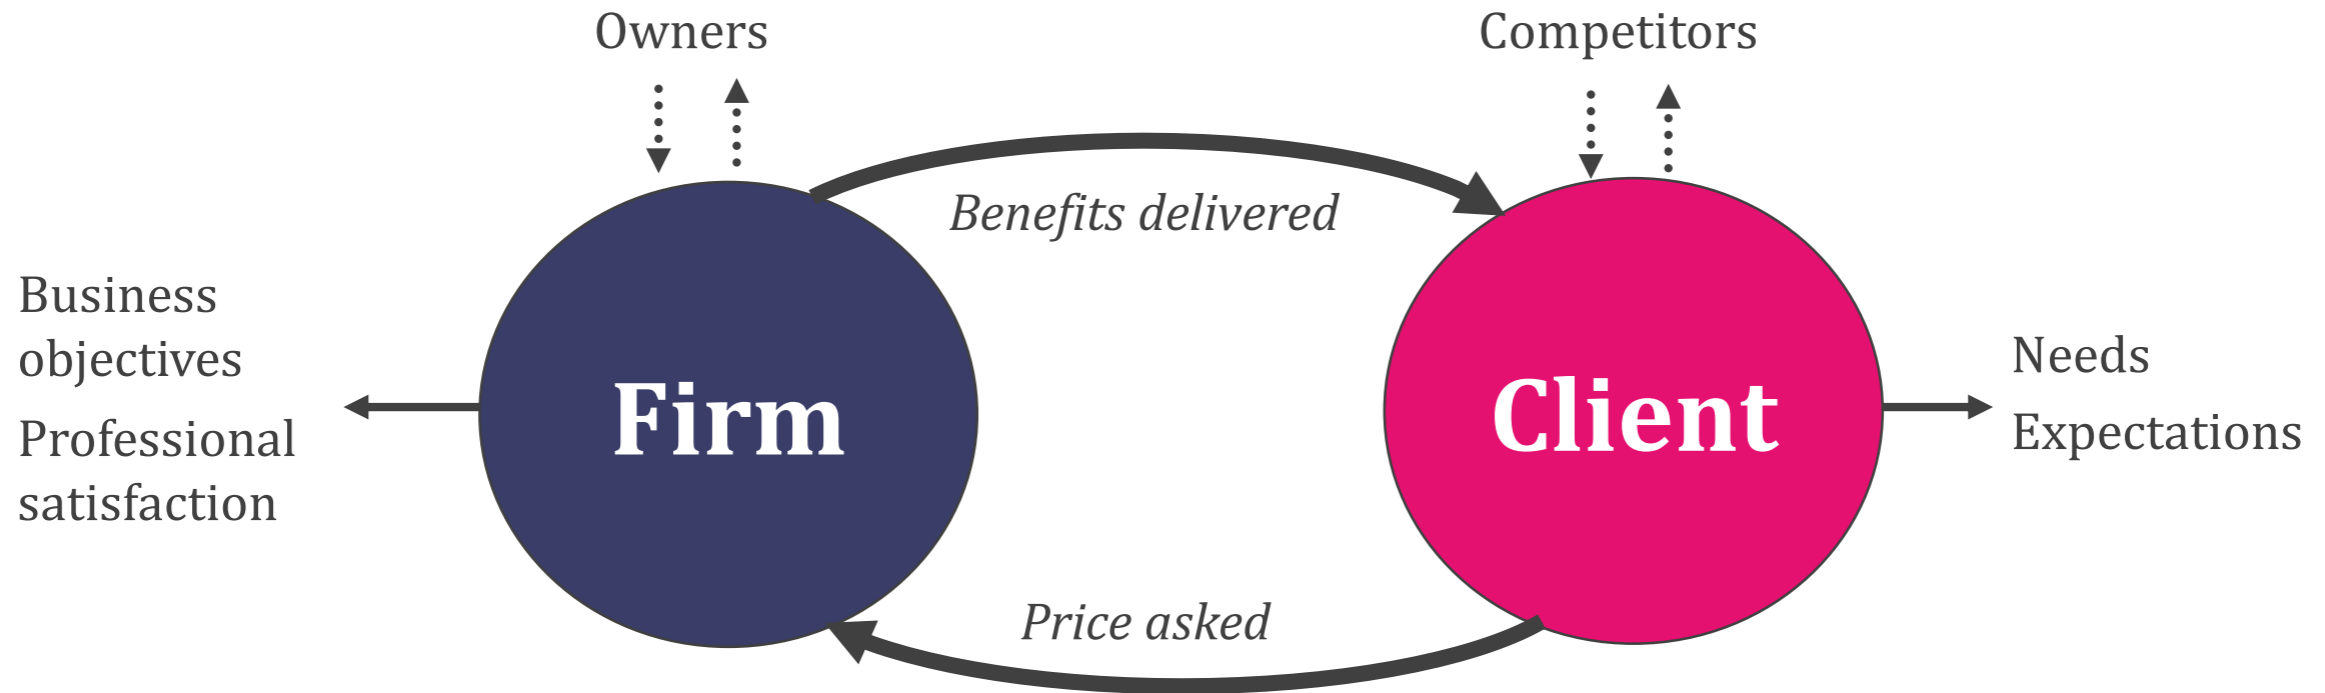 Owners
Competitors
Benefits delivered
Business
objectives
Professional
satisfaction
Firm
Client
Needs
Expectations
Price asked